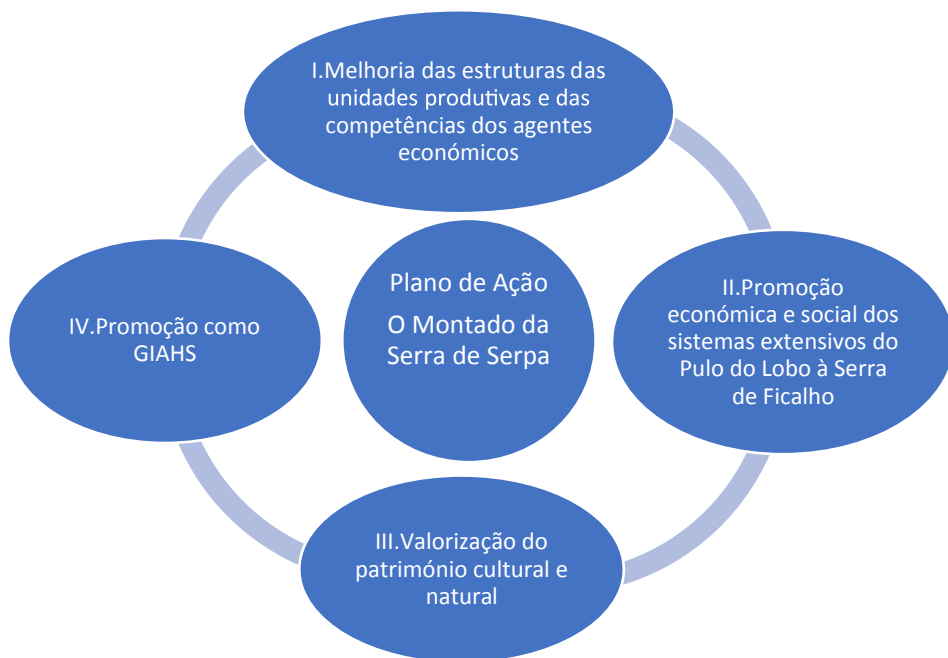 I.Melhoria das estruturas das
unidades produtivas e das
competências dos agentes
económicos
Plano de Ação
O Montado da
Serra de Serpa
II.Promoção
económica e social dos
sistemas extensivos do
Pulo do Lobo à Serra
de Ficalho
III.Valorização do
património cultural e
natural
IV.Promoção como
GIAHS